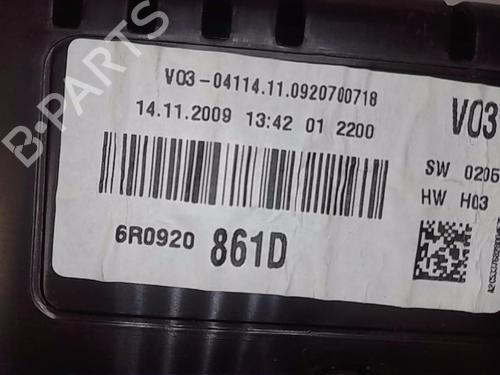 V03-04114.11.0920700718
14.11.2009 13:42 01 2200
6R0920 861D
V03
SW 0205
HW H03
B-PARTS